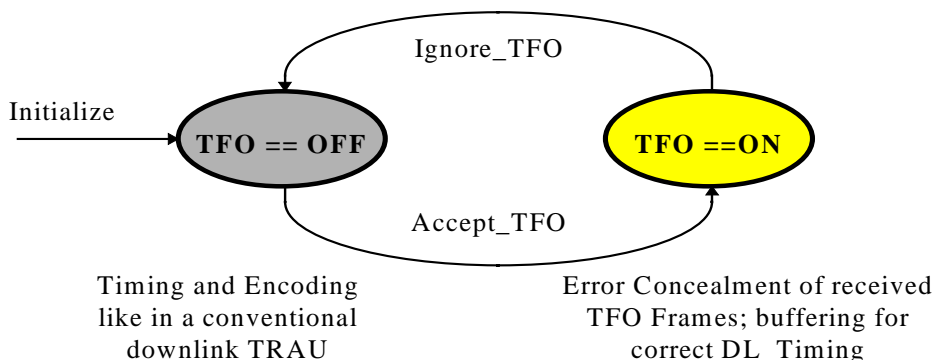 Ignore_TFO
Initialize
TFO == OFF
TFO ==ON
Accept_TFO
Timing and Encoding
like in a conventional
downlink TRAU
Error Concealment of received
TFO Frames; buffering for
correct DL Timing